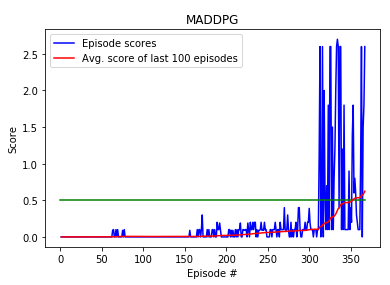 MADDPG
Episode scores
Avg. score of last 100 episodes
Score
2.5
2.0
1.5
1.0
0.5
0.0
0 50 100 150 200 250 300 350
Episode #